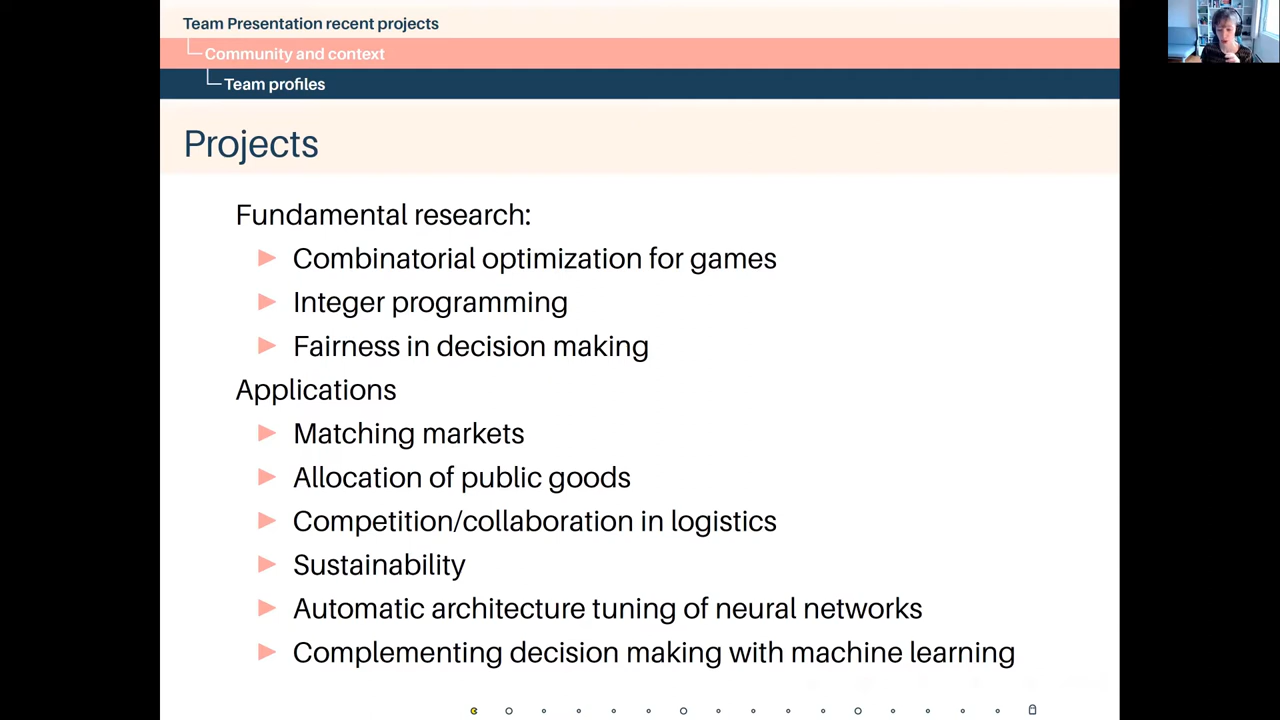 Team Presentation recent projects
Community and context
Team profiles
Projects
Fundamental research:
Combinatorial optimization for games
Integer programming
Fairness in decision making
Applications
Matching markets
Allocation of public goods
Competition/collaboration in logistics
Sustainability
Automatic architecture tuning of neural networks
Complementing decision making with machine learning